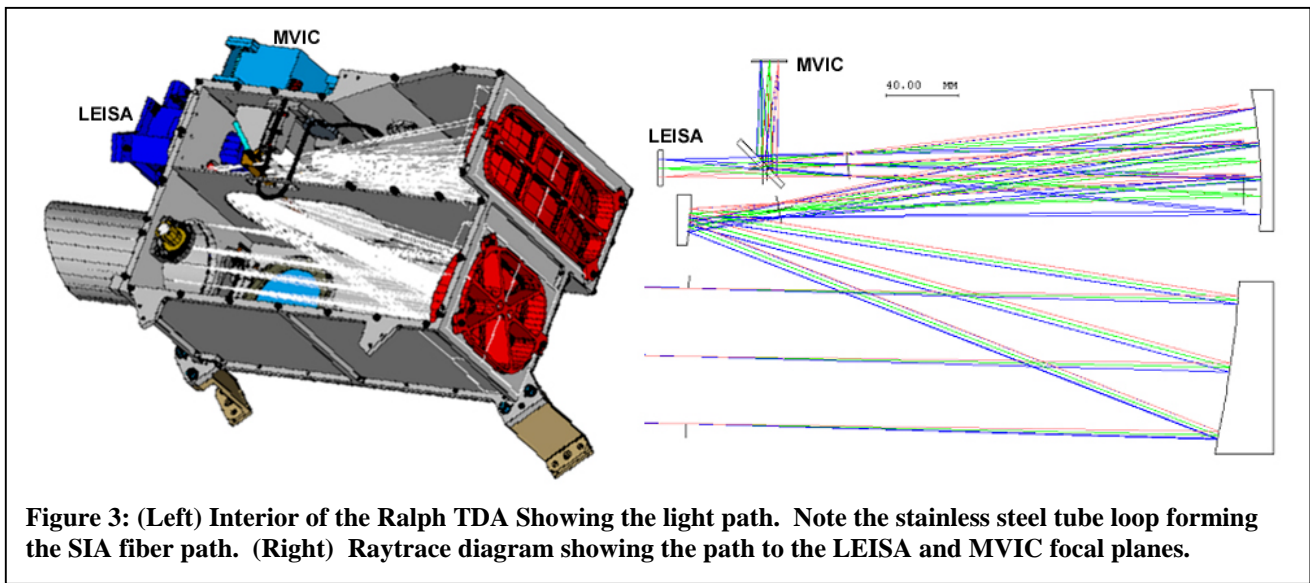 MVIC
LEISA
MVIC
40.00 MM
LEISA
Figure 3: (Left) Interior of the Ralph TDA Showing the light path. Note the stainless steel tube loop forming
the SIA fiber path. (Right) Raytrace diagram showing the path to the LEISA and MVIC focal planes.